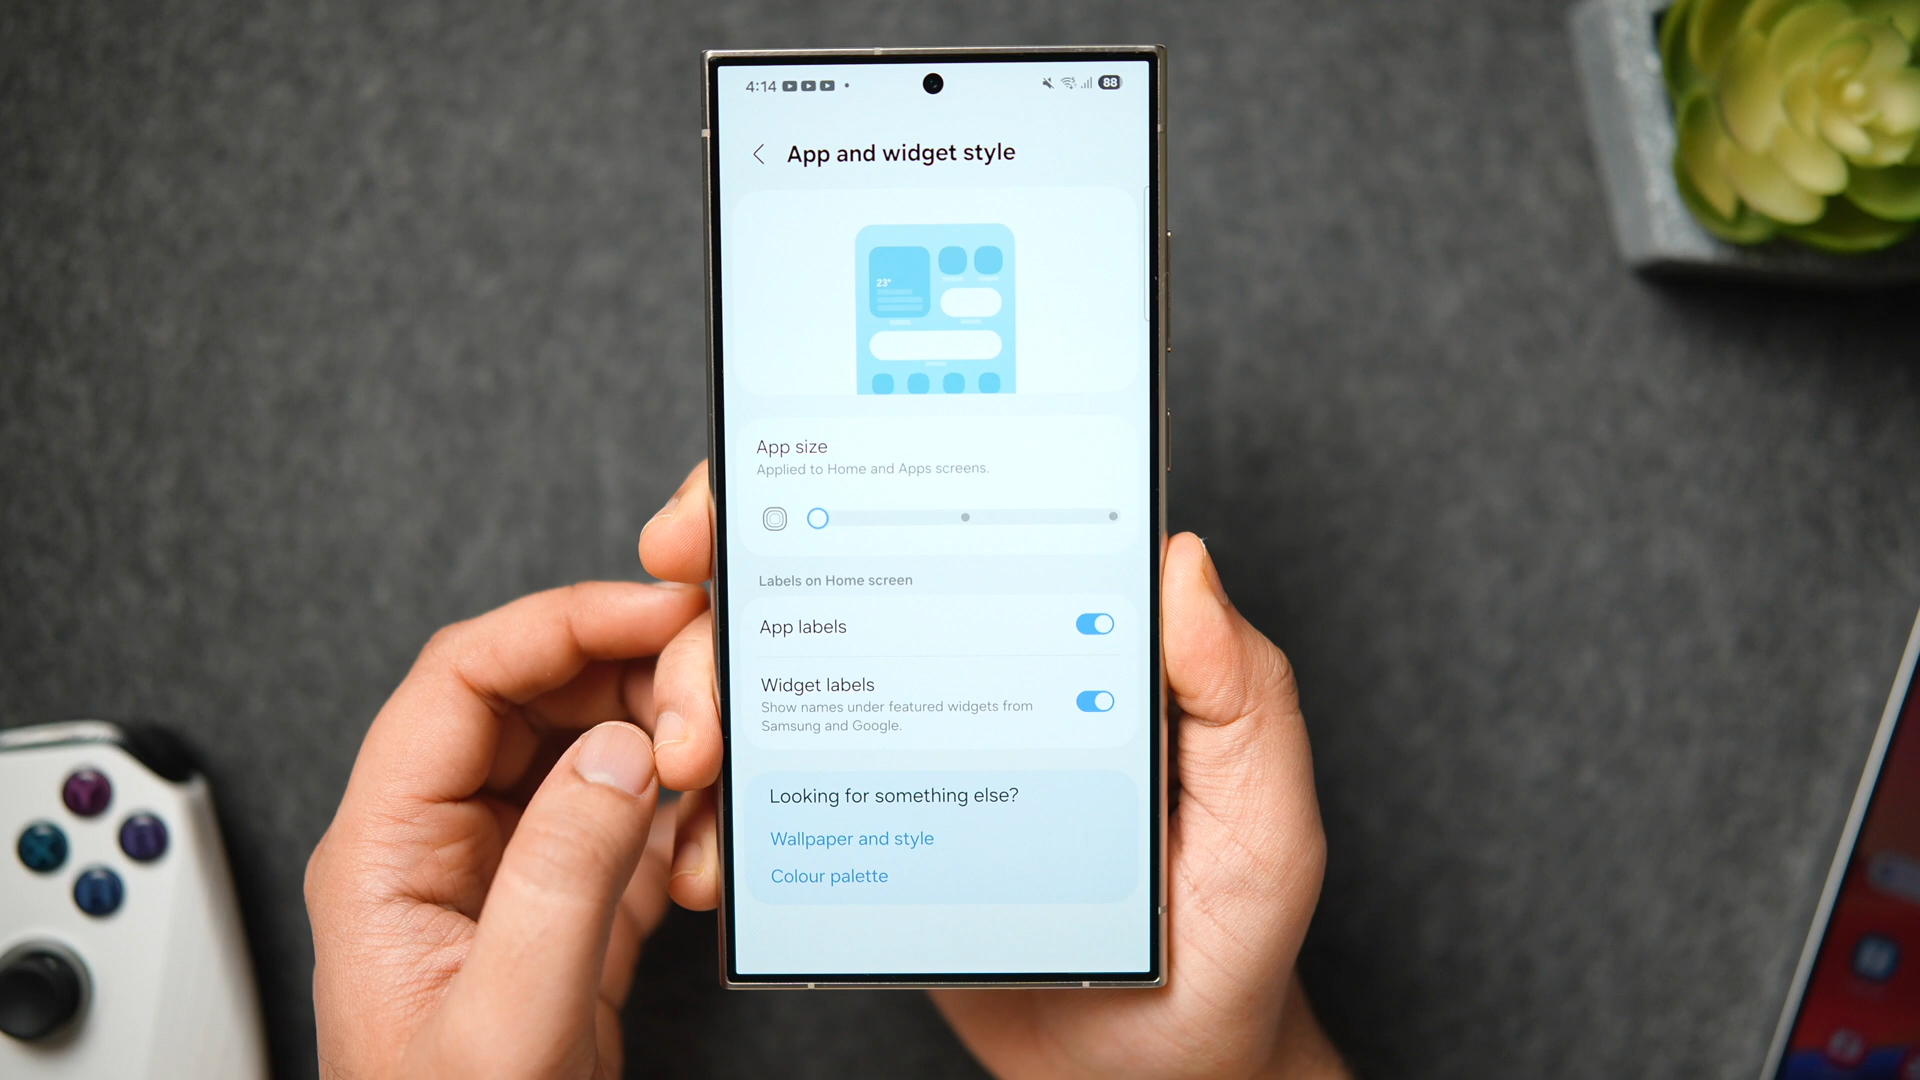 4:14
88
App and widget style
23°
App size
Applied to Home and Apps screens.
Labels on Home screen
App labels
Widget labels
Show names under featured widgets from
Samsung and Google.
Looking for something else?
Wallpaper and style
Colour palette
Y
X
B
A